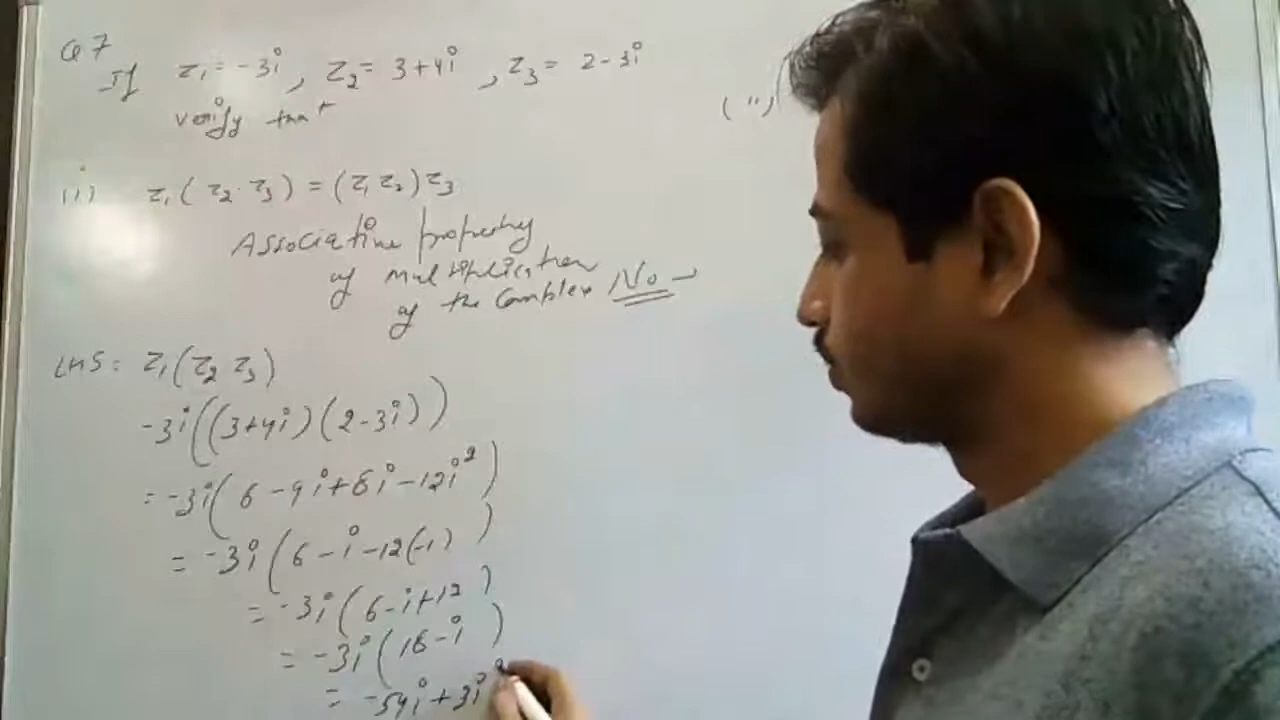 Q 7
If z₁ = -3i, z₂ = 3+4i, z₃ = 2-3i
verify that
(i) z₁(z₂·z₃) = (z₁z₂)z₃
Associative property
of multiplication
of the Complex No
LHS: z₁(z₂ z₃)
-3i((3+4i)(2-3i))
= -3i(6-9i+8i-12i²)
= -3i(6-i-12(-1))
= -3i(6-i+12)
= -3i(18-i)
= -54i+3i²
(ii)